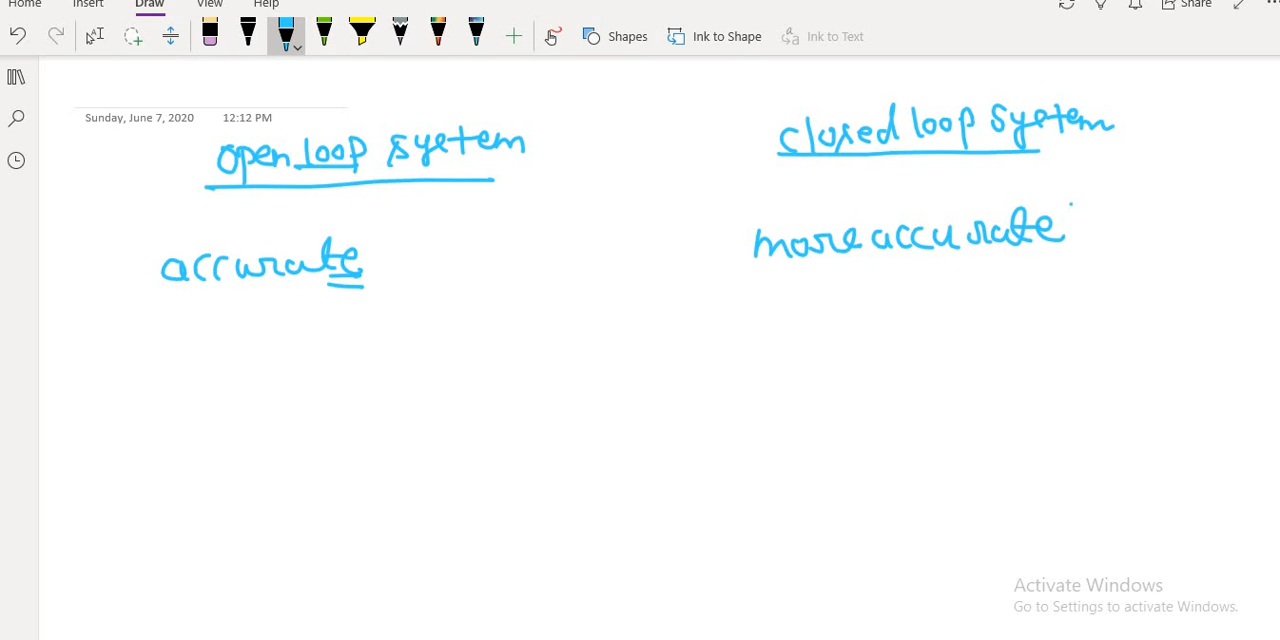 Home Insert Draw View Help Share
Shapes Ink to Shape Ink to Text
Sunday, June 7, 2020 12:12 PM
open loop system
closed loop system
accurate
more accurate
Activate Windows
Go to Settings to activate Windows.